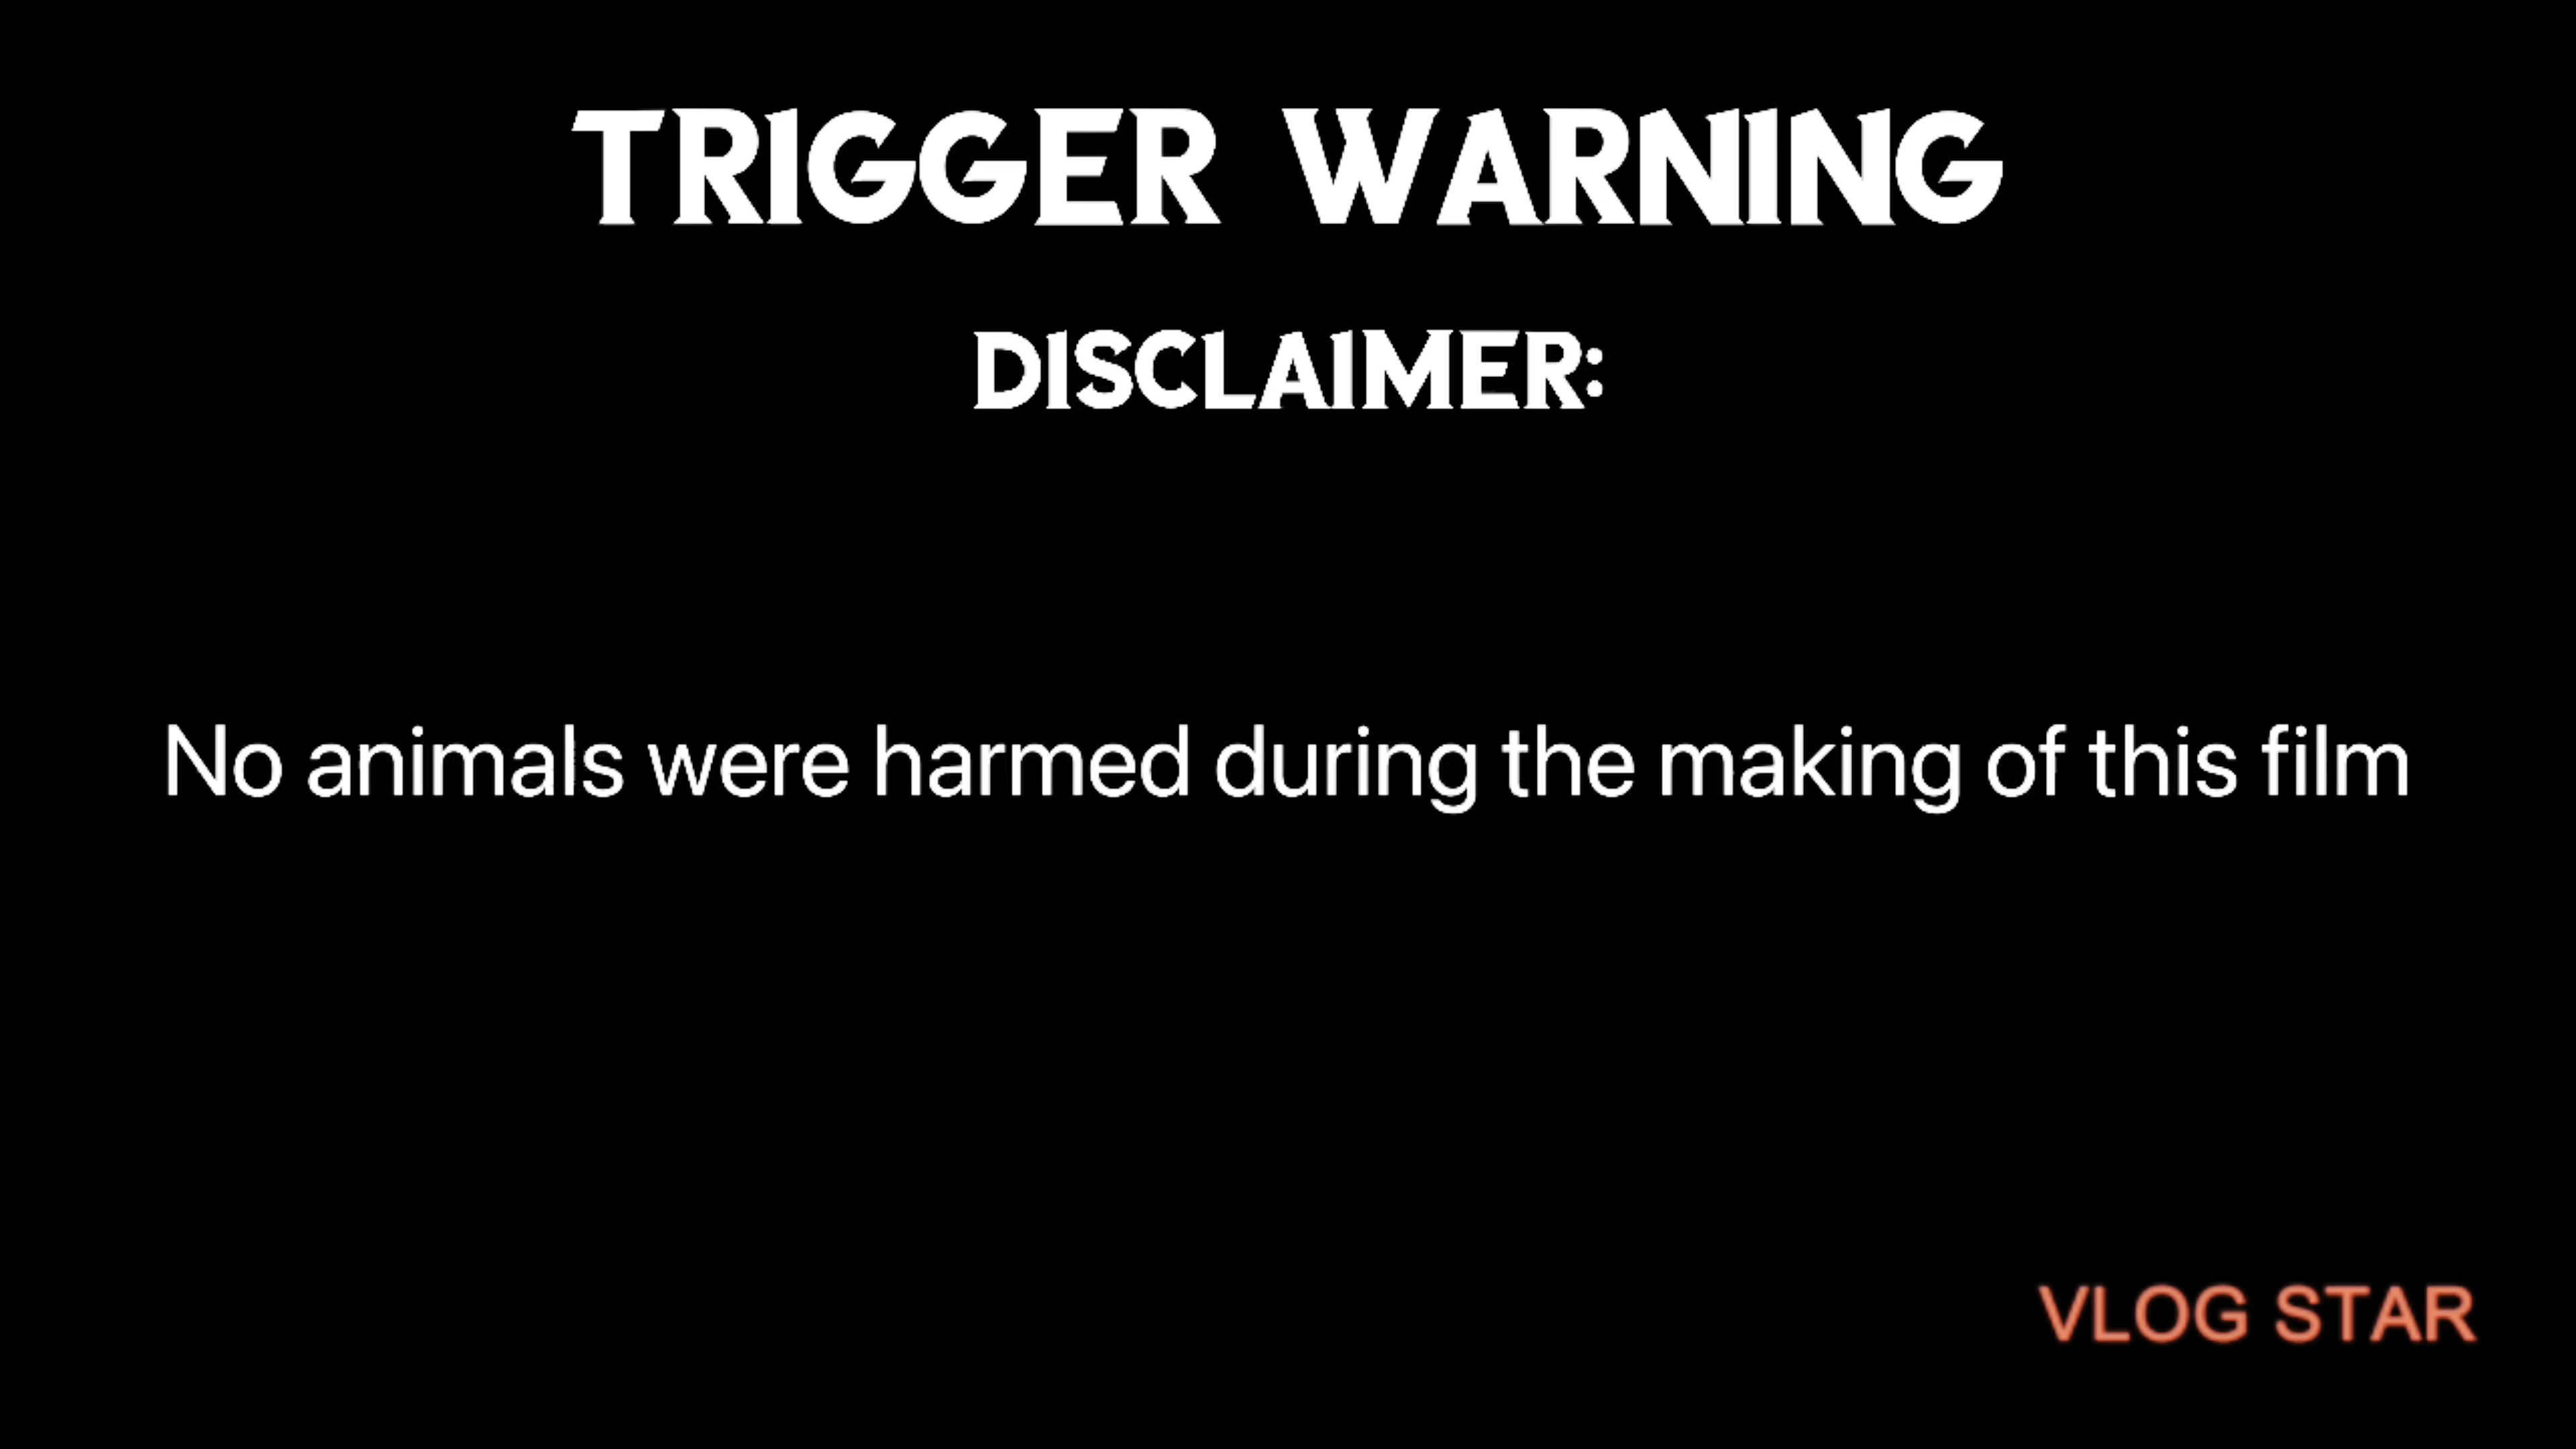 TRIGGER WARNING
DISCLAIMER:
No animals were harmed during the making of this film
VLOG STAR